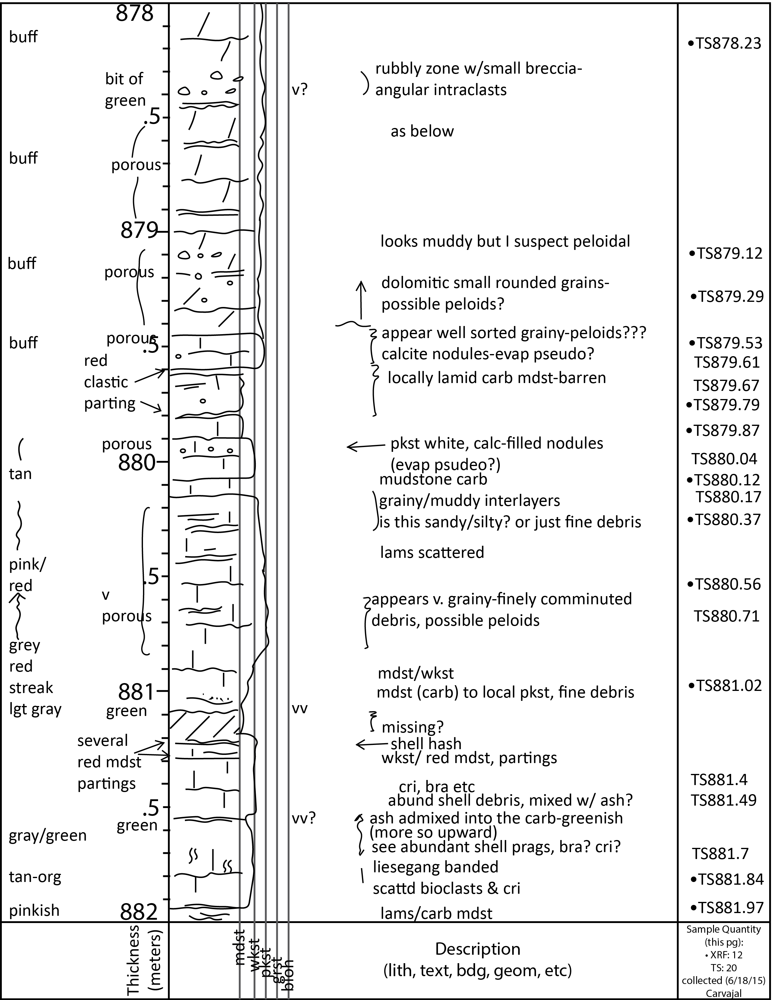 878
buff
•TS878.23
rubbly zone w/small breccia-
angular intraclasts
bit of
green
v?
.5
as below
buff
porous
879
looks muddy but I suspect peloidal
•TS879.12
buff
porous
dolomitic small rounded grains-
possible peloids?
•TS879.29
appear well sorted grainy-peloids???
calcite nodules-evap pseudo?
buff
porous
.5
•TS879.53
TS879.61
red
clastic
parting
locally lamid carb mdst-barren
TS879.67
•TS879.79
•TS879.87
porous
pkst white, calc-filled nodules
(evap psudeo?)
880
TS880.04
tan
mudstone carb
•TS880.12
TS880.17
grainy/muddy interlayers
is this sandy/silty? or just fine debris
•TS880.37
lams scattered
pink/
red
.5
•TS880.56
v
porous
appears v. grainy-finely comminuted
debris, possible peloids
TS880.71
grey
red
streak
lgt gray
mdst/wkst
mdst (carb) to local pkst, fine debris
881
•TS881.02
green
vv
missing?
shell hash
wkst/ red mdst, partings
several
red mdst
partings
cri, bra etc
abund shell debris, mixed w/ ash?
TS881.4
TS881.49
.5
green
vv?
ash admixed into the carb-greenish
(more so upward)
see abundant shell prags, bra? cri?
gray/green
TS881.7
liesegang banded
scattd bioclasts & cri
tan-org
•TS881.84
pinkish
882
lams/carb mdst
•TS881.97
Thickness
(meters)
mdst
wkst
pkst
grst
bioh
Description
(lith, text, bdg, geom, etc)
Sample Quantity
(this pg):
• XRF: 12
TS: 20
collected (6/18/15)
Carvajal